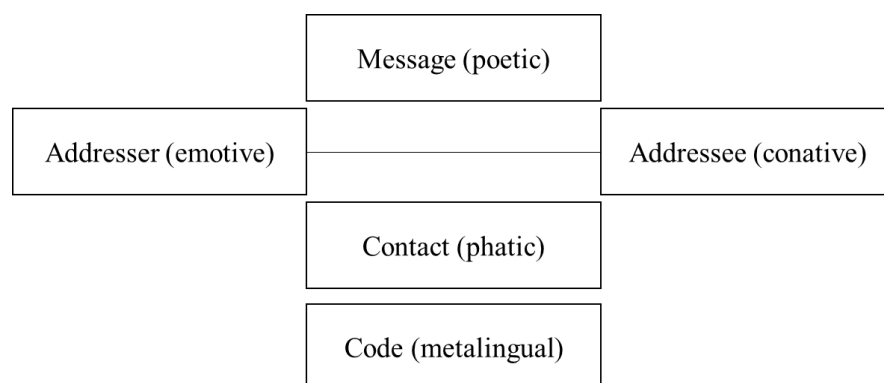 Message (poetic)
Addresser (emotive)
Addressee (conative)
Contact (phatic)
Code (metalingual)